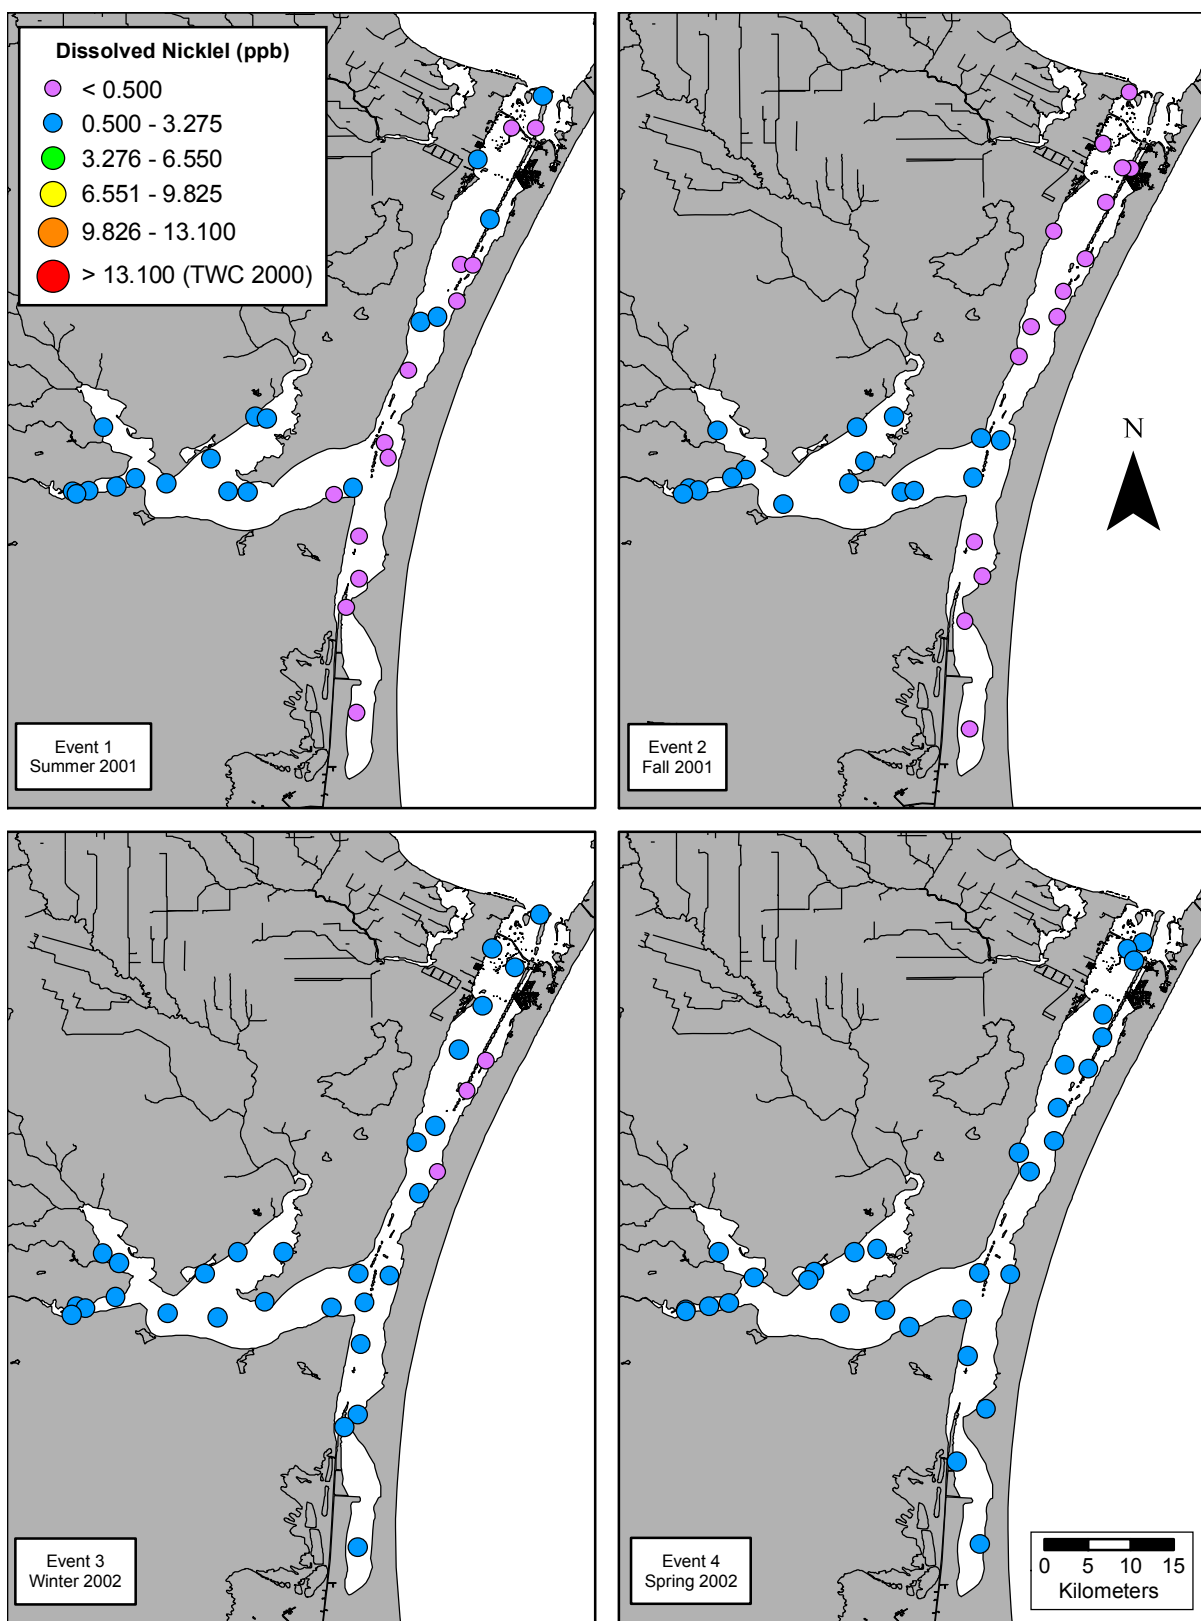 Dissolved Nicklel (ppb)
< 0.500
0.500 - 3.275
3.276 - 6.550
6.551 - 9.825
9.826 - 13.100
> 13.100 (TWC 2000)
Event 1
Summer 2001
N
Event 2
Fall 2001
Event 3
Winter 2002
Event 4
Spring 2002
0 5 10 15
Kilometers